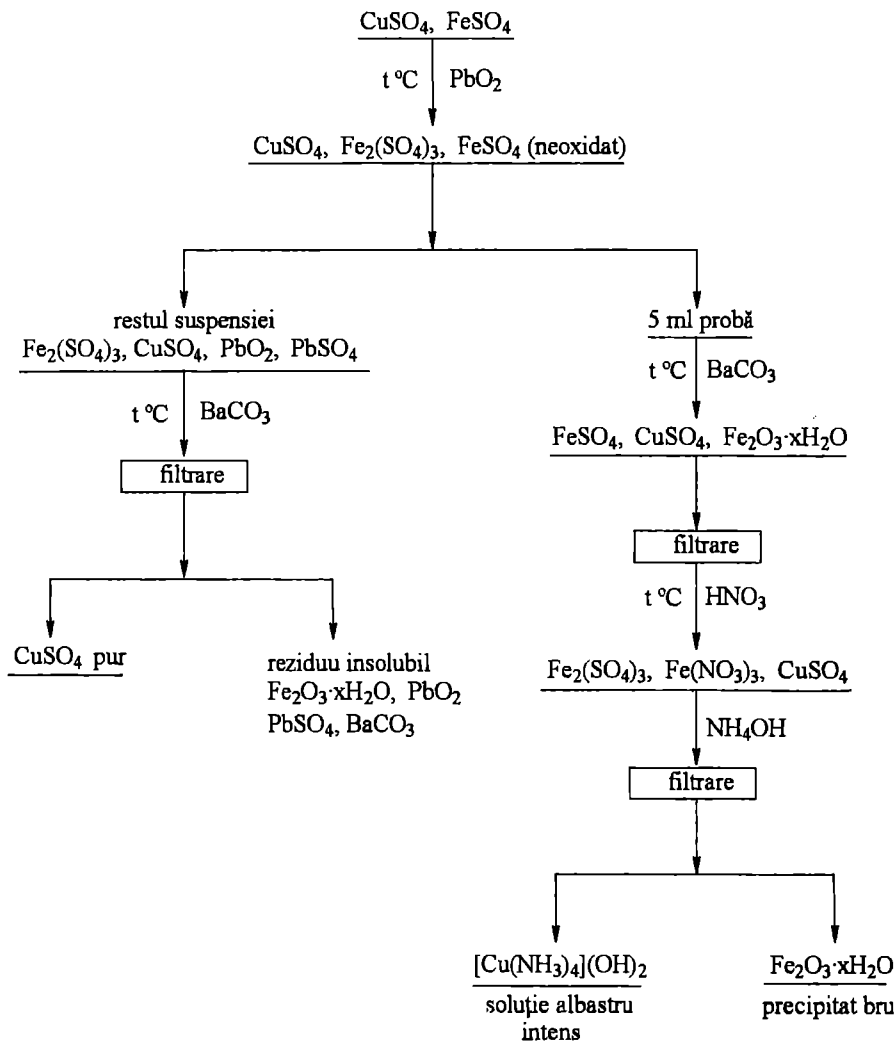 CuSO4, FeSO4
t °C PbO2
CuSO4, Fe2(SO4)3, FeSO4 (neoxidat)
restul suspensiei
Fe2(SO4)3, CuSO4, PbO2, PbSO4
t °C BaCO3
filtrare
CuSO4 pur
reziduu insolubil
Fe2O3·xH2O, PbO2
PbSO4, BaCO3
5 ml probă
t °C BaCO3
FeSO4, CuSO4, Fe2O3·xH2O
filtrare
t °C HNO3
Fe2(SO4)3, Fe(NO3)3, CuSO4
NH4OH
filtrare
[Cu(NH3)4](OH)2
soluţie albastru
intens
Fe2O3·xH2O
precipitat bru